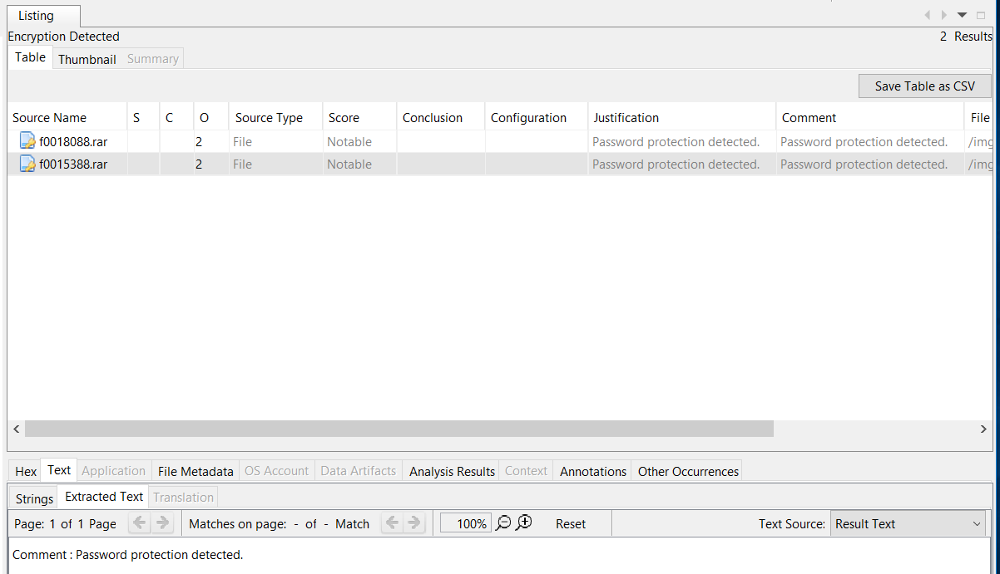 Listing
Encryption Detected 2 Results
Table Thumbnail Summary
Save Table as CSV
Source Name S C O Source Type Score Conclusion Configuration Justification Comment File
f0018088.rar 2 File Notable Password protection detected. Password protection detected. /img
f0015388.rar 2 File Notable Password protection detected. Password protection detected. /img
Hex Text Application File Metadata OS Account Data Artifacts Analysis Results Context Annotations Other Occurrences
Strings Extracted Text Translation
Page: 1 of 1 Page Matches on page: - of - Match 100% Reset Text Source: Result Text
Comment : Password protection detected.